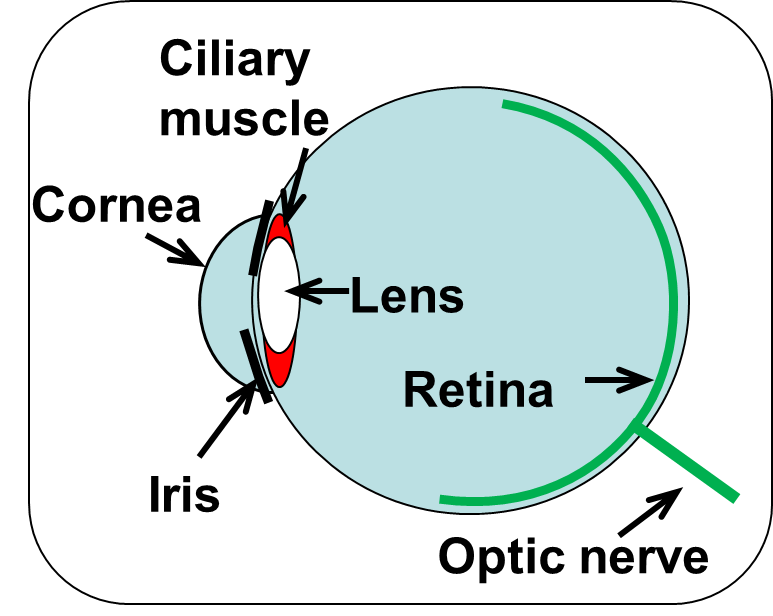 Ciliary
muscle
Cornea
Lens
Retina
Iris
Optic nerve